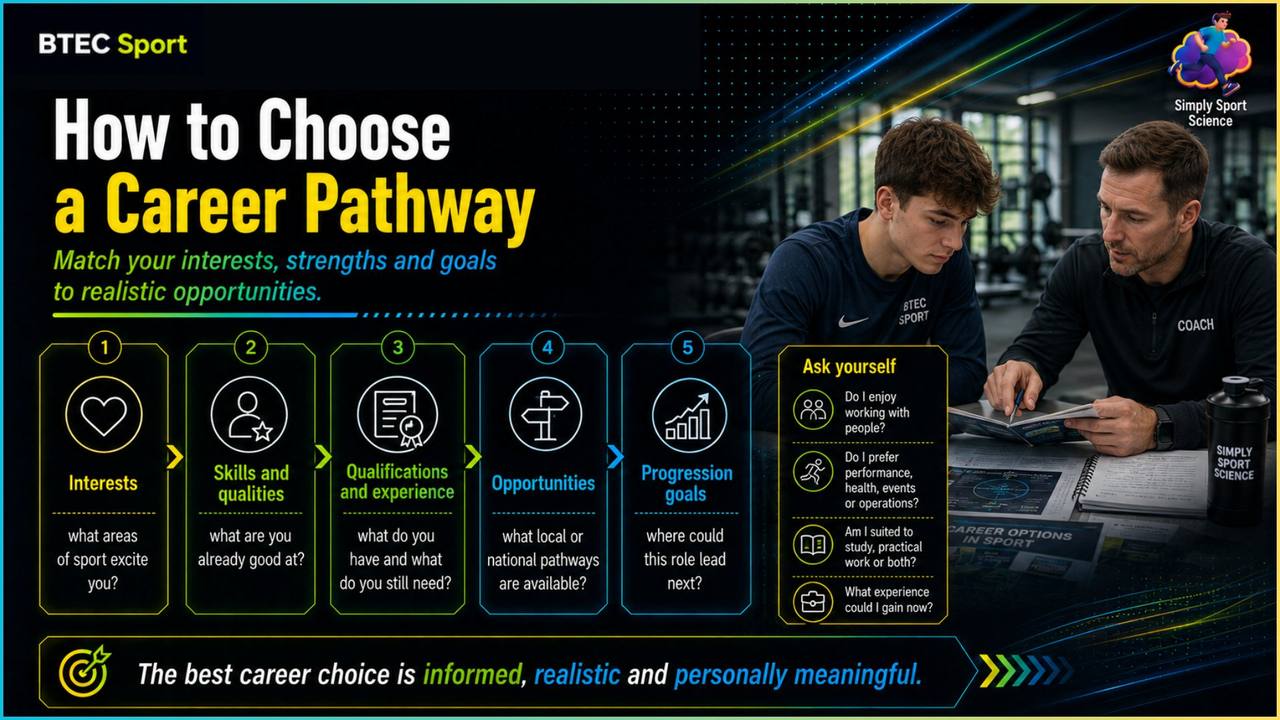 BTEC Sport
Simply Sport
Science
How to Choose
a Career Pathway
Match your interests, strengths and goals
to realistic opportunities.
1
Interests
what areas
of sport excite
you?
2
Skills and
qualities
what are you
already good at?
3
Qualifications
and experience
what do you
have and what
do you still need?
4
Opportunities
what local or
national pathways
are available?
5
Progression
goals
where could
this role lead
next?
Ask yourself
Do I enjoy
working with
people?
Do I prefer
performance,
health, events
or operations?
Am I suited to
study, practical
work or both?
What experience
could I gain now?
BTEC
SPORT
COACH
SIMPLY
SPORT
SCIENCE
CAREER OPTIONS
IN SPORT
The best career choice is informed, realistic and personally meaningful.